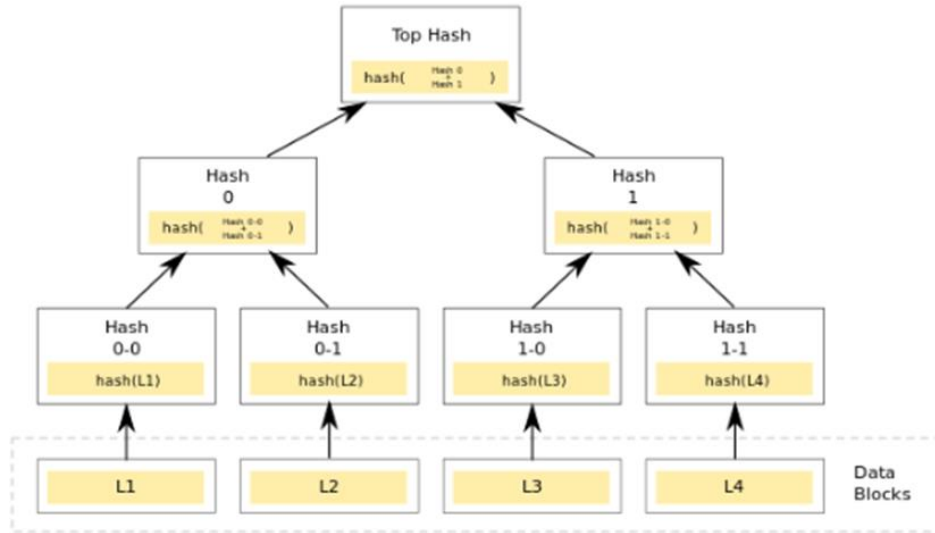 Top Hash
hash( Hash 0 + Hash 1 )
Hash
0
hash( Hash 0-0 + Hash 0-1 )
Hash
1
hash( Hash 1-0 + Hash 1-1 )
Hash
0-0
hash(L1)
Hash
0-1
hash(L2)
Hash
1-0
hash(L3)
Hash
1-1
hash(L4)
L1
L2
L3
L4
Data
Blocks